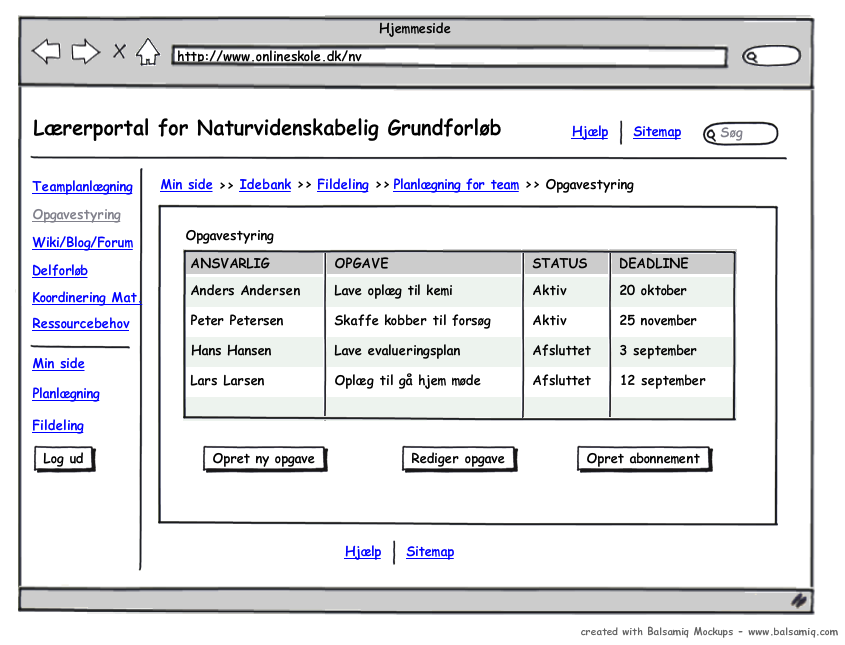 Hjemmeside
http://www.onlineskole.dk/nv
Lærerportal for Naturvidenskabelig Grundforløb
Hjælp | Sitemap
Søg
Min side >> Idebank >> Fildeling >> Planlægning for team >> Opgavestyring
Teamplanlægning
Opgavestyring
Wiki/Blog/Forum
Delforløb
Koordinering Mat.
Ressourcebehov
Min side
Planlægning
Fildeling
Log ud
Opgavestyring
ANSVARLIG OPGAVE STATUS DEADLINE
Anders Andersen Lave oplæg til kemi Aktiv 20 oktober
Peter Petersen Skaffe kobber til forsøg Aktiv 25 november
Hans Hansen Lave evalueringsplan Afsluttet 3 september
Lars Larsen Oplæg til gå hjem møde Afsluttet 12 september
Opret ny opgave Rediger opgave Opret abonnement
Hjælp | Sitemap
created with Balsamiq Mockups - www.balsamiq.com